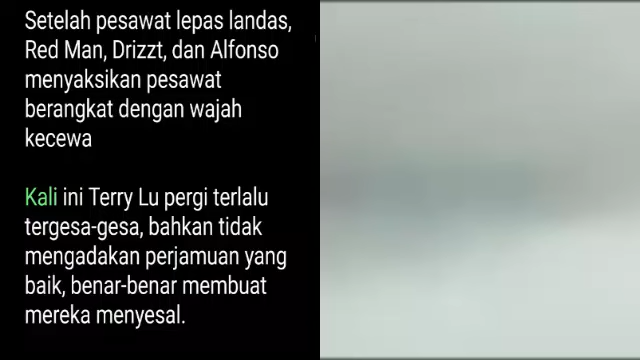 Setelah pesawat lepas landas,
Red Man, Drizzt, dan Alfonso
menyaksikan pesawat
berangkat dengan wajah
kecewa
Kali ini Terry Lu pergi terlalu
tergesa-gesa, bahkan tidak
mengadakan perjamuan yang
baik, benar-benar membuat
mereka menyesal.